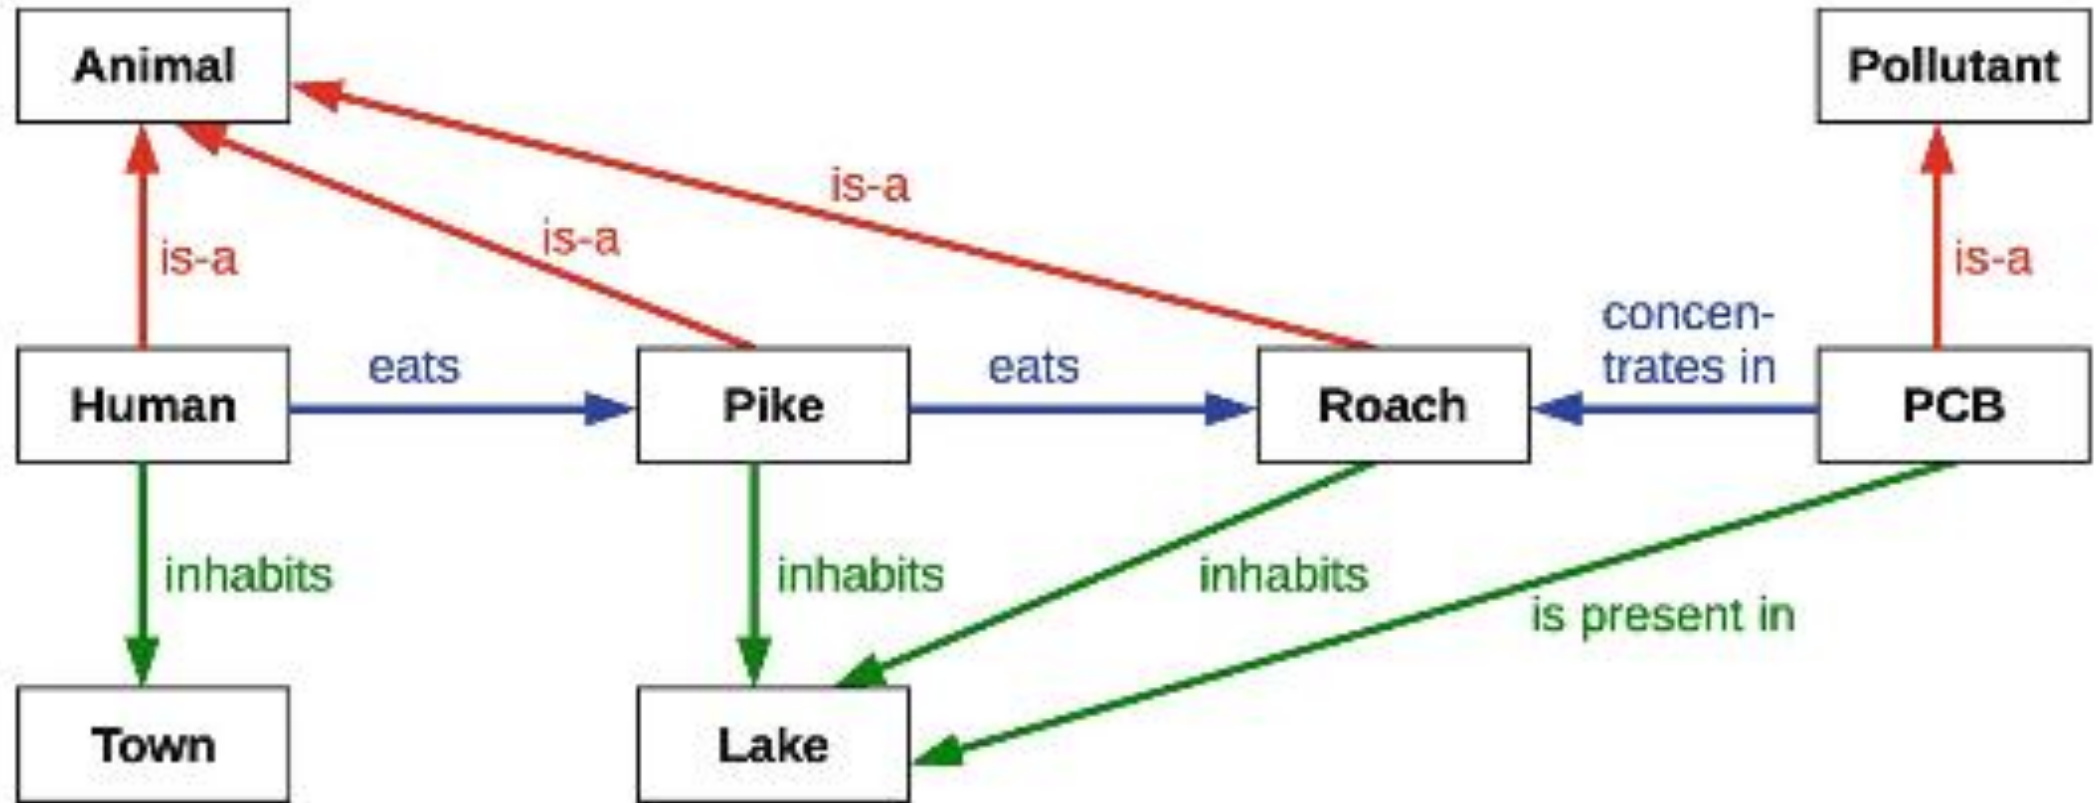 Animal
Pollutant
is-a
is-a
is-a
is-a
concen-
trates in
eats
eats
Human
Pike
Roach
PCB
inhabits
inhabits
inhabits
is present in
Town
Lake